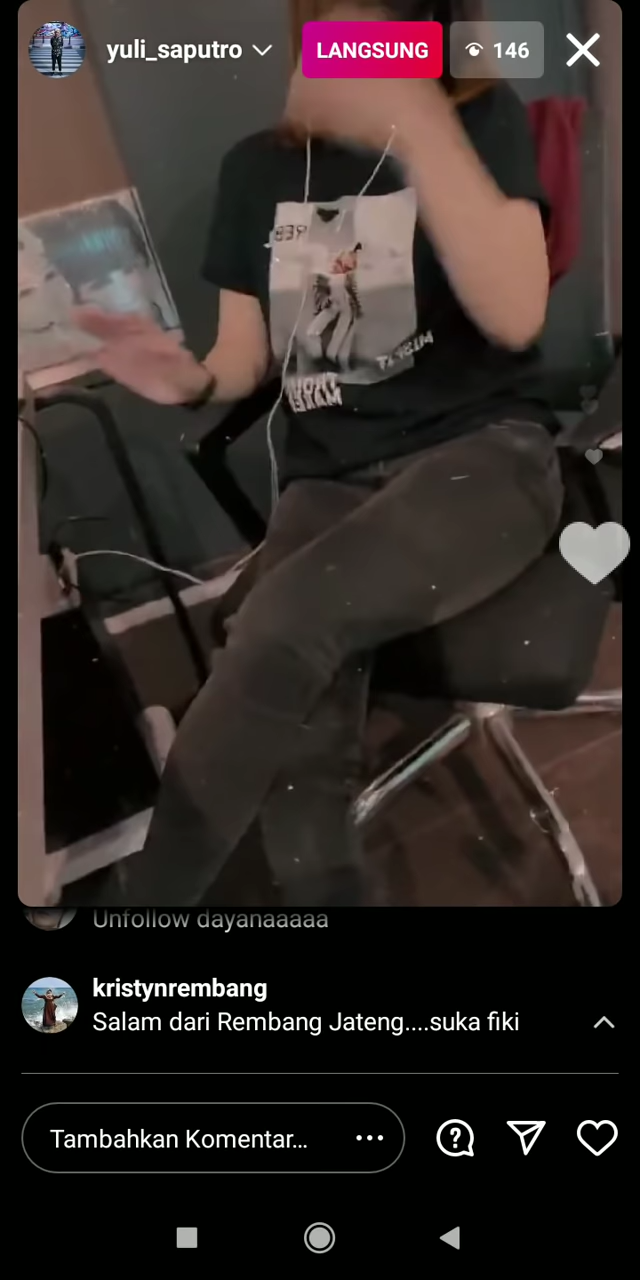 yuli_saputro
LANGSUNG
146
Unfollow dayanaaaaa
kristynrembang
Salam dari Rembang Jateng....suka fiki
Tambahkan Komentar...